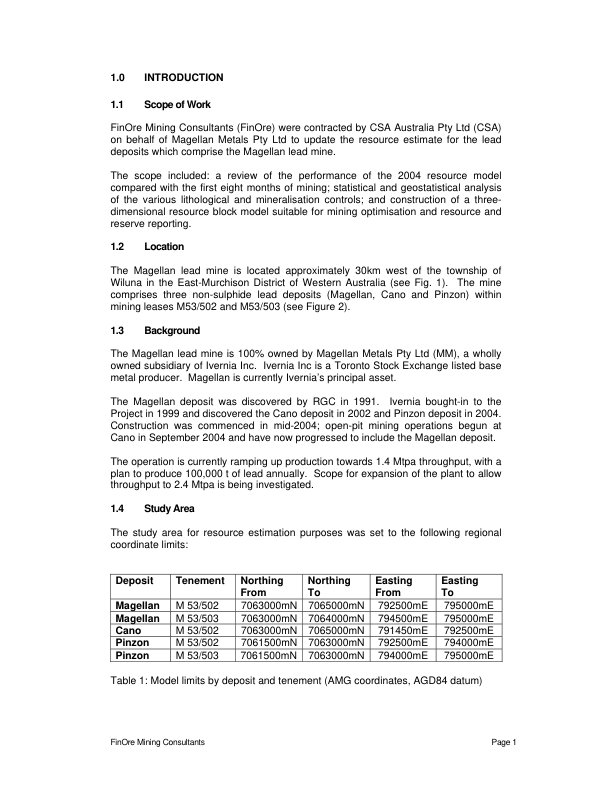 1.0 INTRODUCTION
1.1 Scope of Work
FinOre Mining Consultants (FinOre) were contracted by CSA Australia Pty Ltd (CSA)
on behalf of Magellan Metals Pty Ltd to update the resource estimate for the lead
deposits which comprise the Magellan lead mine.
The scope included: a review of the performance of the 2004 resource model
compared with the first eight months of mining; statistical and geostatistical analysis
of the various lithological and mineralisation controls; and construction of a three-
dimensional resource block model suitable for mining optimisation and resource and
reserve reporting.
1.2 Location
The Magellan lead mine is located approximately 30km west of the township of
Wiluna in the East-Murchison District of Western Australia (see Fig. 1). The mine
comprises three non-sulphide lead deposits (Magellan, Cano and Pinzon) within
mining leases M53/502 and M53/503 (see Figure 2).
1.3 Background
The Magellan lead mine is 100% owned by Magellan Metals Pty Ltd (MM), a wholly
owned subsidiary of Ivernia Inc. Ivernia Inc is a Toronto Stock Exchange listed base
metal producer. Magellan is currently Ivernia's principal asset.
The Magellan deposit was discovered by RGC in 1991. Ivernia bought-in to the
Project in 1999 and discovered the Cano deposit in 2002 and Pinzon deposit in 2004.
Construction was commenced in mid-2004; open-pit mining operations begun at
Cano in September 2004 and have now progressed to include the Magellan deposit.
The operation is currently ramping up production towards 1.4 Mtpa throughput, with a
plan to produce 100,000 t of lead annually. Scope for expansion of the plant to allow
throughput to 2.4 Mtpa is being investigated.
1.4 Study Area
The study area for resource estimation purposes was set to the following regional
coordinate limits:
Deposit Tenement Northing From Northing To Easting From Easting To
Magellan M 53/502 7063000mN 7065000mN 792500mE 795000mE
Magellan M 53/503 7063000mN 7064000mN 794500mE 795000mE
Cano M 53/502 7063000mN 7065000mN 791450mE 792500mE
Pinzon M 53/502 7061500mN 7063000mN 792500mE 794000mE
Pinzon M 53/503 7061500mN 7063000mN 794000mE 795000mE
Table 1: Model limits by deposit and tenement (AMG coordinates, AGD84 datum)
FinOre Mining Consultants Page 1